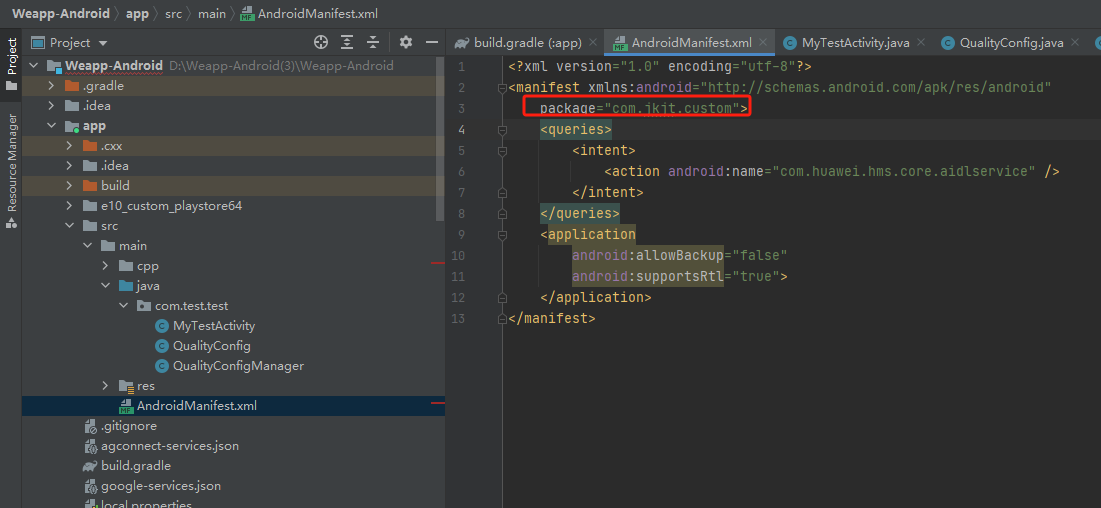 Weapp-Android app src main AndroidManifest.xml
Project
Resource Manager
Project
Weapp-Android D:\Weapp-Android(3)\Weapp-Android
.gradle
.idea
app
.cxx
.idea
build
e10_custom_playstore64
src
main
cpp
java
com.test.test
MyTestActivity
QualityConfig
QualityConfigManager
res
AndroidManifest.xml
.gitignore
agconnect-services.json
build.gradle
google-services.json
local.properties
build.gradle (:app) AndroidManifest.xml MyTestActivity.java QualityConfig.java
1 <?xml version="1.0" encoding="utf-8"?>
2 <manifest xmlns:android="http://schemas.android.com/apk/res/android"
3 package="com.jkjt.custom">
4 <queries>
5 <intent>
6 <action android:name="com.huawei.hms.core.aidlservice" />
7 </intent>
8 </queries>
9 <application
10 android:allowBackup="false"
11 android:supportsRtl="true">
12 </application>
13 </manifest>